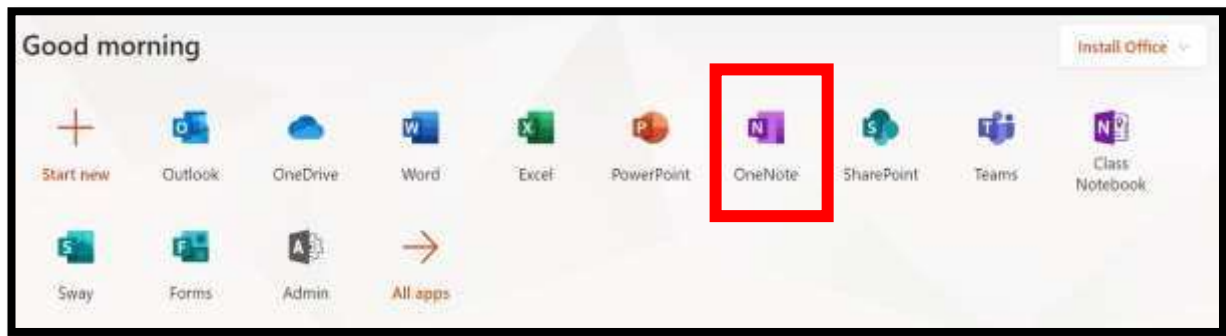 Good morning
Install Office
Start new
Outlook
OneDrive
Word
Excel
PowerPoint
OneNote
SharePoint
Teams
Class
Notebook
Sway
Forms
Admin
All apps